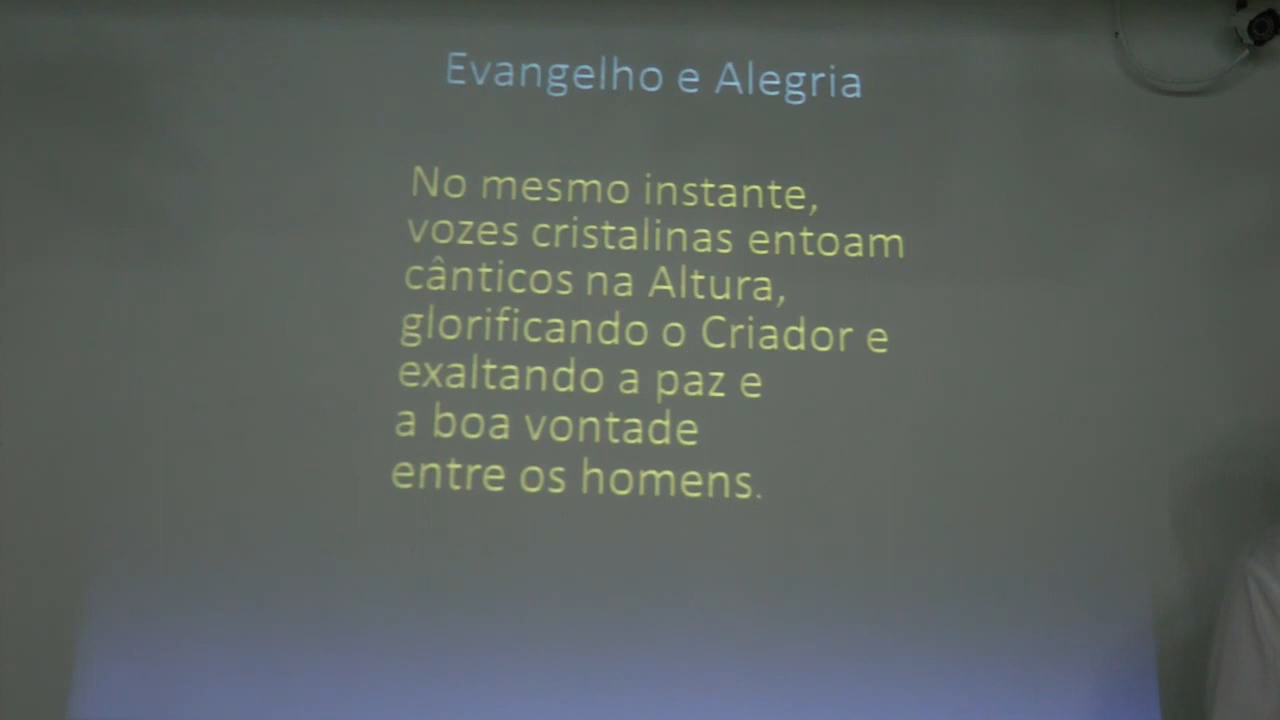 Evangelho e Alegria
No mesmo instante,
vozes cristalinas entoam
cânticos na Altura,
glorificando o Criador e
exaltando a paz e
a boa vontade
entre os homens.